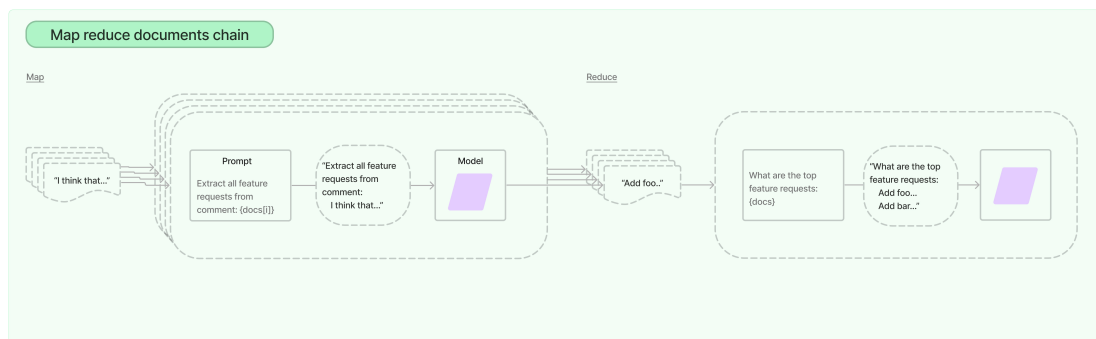 Map reduce documents chain
Map
Reduce
"I think that..."
Prompt
Extract all feature
requests from
comment: {docs[i]}
"Extract all feature
requests from
comment:
I think that..."
Model
"Add foo.."
What are the top
feature requests:
{docs}
"What are the top
feature requests:
Add foo...
Add bar..."